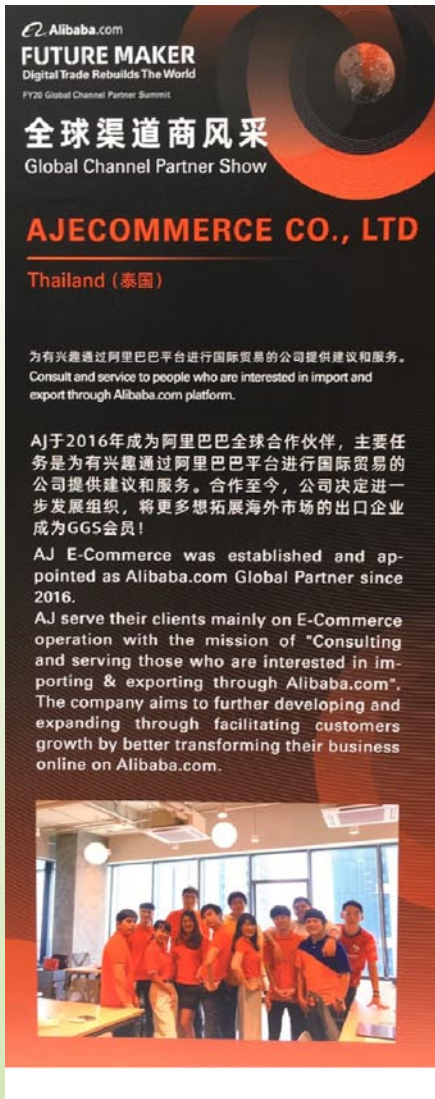 Alibaba.com
FUTURE MAKER
Digital Trade Rebuilds The World
FY20 Global Channel Partner Summit
全球渠道商风采
Global Channel Partner Show
AJECOMMERCE CO., LTD
Thailand (泰国)
为有兴趣通过阿里巴巴平台进行国际贸易的公司提供建议和服务。
Consult and service to people who are interested in import and
export through Alibaba.com platform.
AJ于2016年成为阿里巴巴全球合作伙伴，主要任
务是为有兴趣通过阿里巴巴平台进行国际贸易的
公司提供建议和服务。合作至今，公司决定进一
步发展组织，将更多想拓展海外市场的出口企业
成为GGS会员！
AJ E-Commerce was established and ap-
pointed as Alibaba.com Global Partner since
2016.
AJ serve their clients mainly on E-Commerce
operation with the mission of "Consulting
and serving those who are interested in im-
porting & exporting through Alibaba.com".
The company aims to further developing and
expanding through facilitating customers
growth by better transforming their business
online on Alibaba.com.